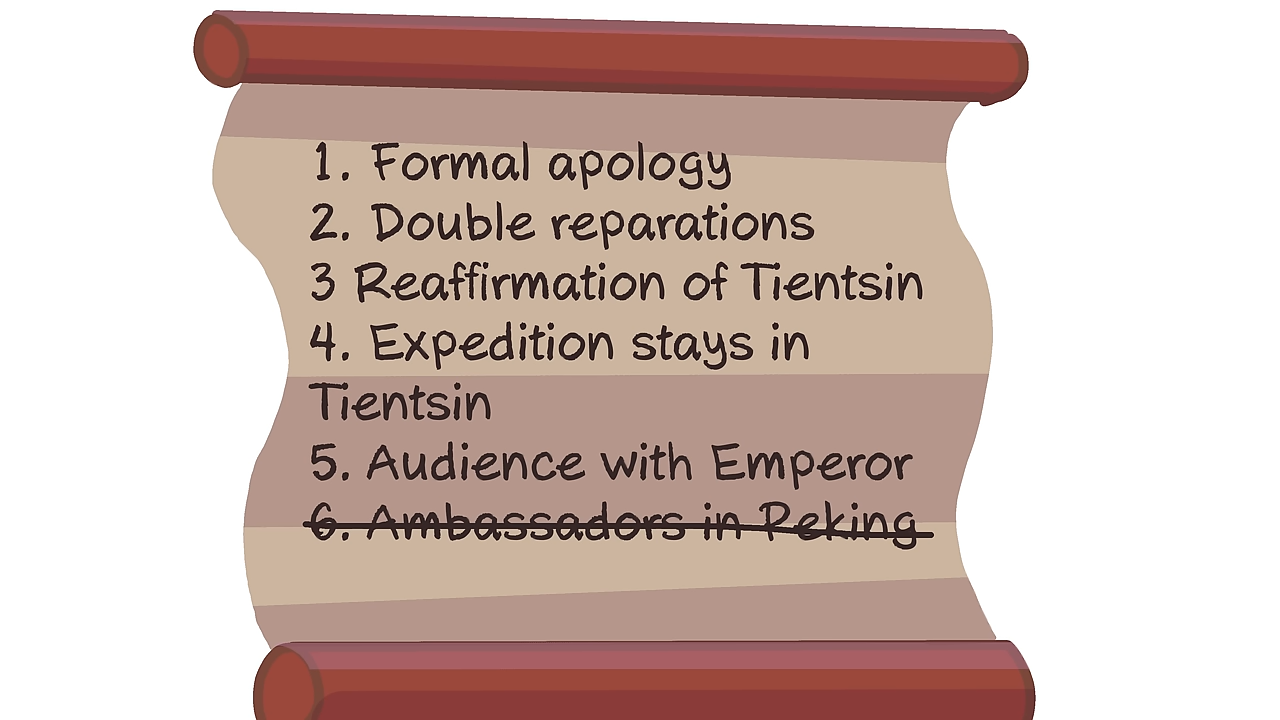 1. Formal apology
2. Double reparations
3 Reaffirmation of Tientsin
4. Expedition stays in
Tientsin
5. Audience with Emperor
6. Ambassadors in Peking